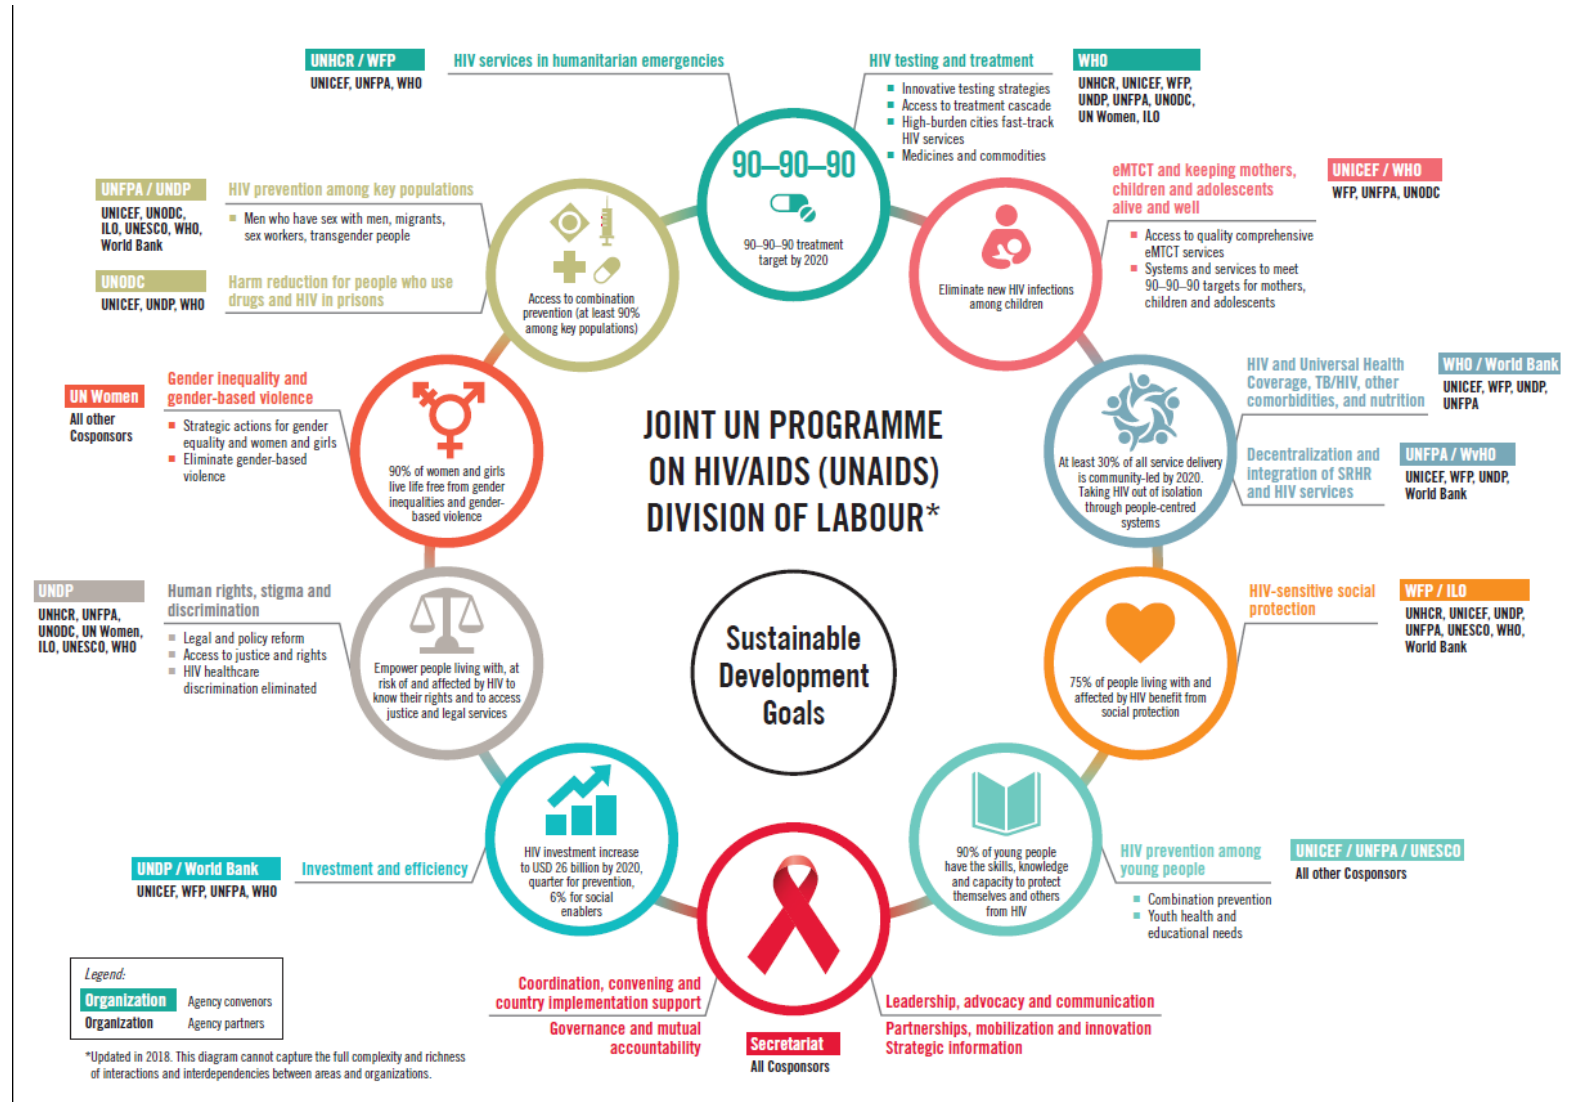 UNHCR / WFP
UNICEF, UNFPA, WHO
HIV services in humanitarian emergencies
HIV testing and treatment
Innovative testing strategies
Access to treatment cascade
High-burden cities fast-track
HIV services
Medicines and commodities
WHO
UNHCR, UNICEF, WFP,
UNDP, UNFPA, UNODC,
UN Women, ILO
90–90–90
90–90–90 treatment
target by 2020
UNFPA / UNDP
UNICEF, UNODC,
ILO, UNESCO, WHO,
World Bank
HIV prevention among key populations
Men who have sex with men, migrants,
sex workers, transgender people
UNODC
UNICEF, UNDP, WHO
Harm reduction for people who use
drugs and HIV in prisons
Access to combination
prevention (at least 90%
among key populations)
Eliminate new HIV infections
among children
eMTCT and keeping mothers,
children and adolescents
alive and well
Access to quality comprehensive
eMTCT services
Systems and services to meet
90–90–90 targets for mothers,
children and adolescents
UNICEF / WHO
WFP, UNFPA, UNODC
UN Women
All other
Cosponsors
Gender inequality and
gender-based violence
Strategic actions for gender
equality and women and girls
Eliminate gender-based
violence
90% of women and girls
live life free from gender
inequalities and gender-
based violence
JOINT UN PROGRAMME
ON HIV/AIDS (UNAIDS)
DIVISION OF LABOUR*
At least 30% of all service delivery
is community-led by 2020.
Taking HIV out of isolation
through people-centred
systems
HIV and Universal Health
Coverage, TB/HIV, other
comorbidities, and nutrition
WHO / World Bank
UNICEF, WFP, UNDP,
UNFPA
Decentralization and
integration of SRHR
and HIV services
UNFPA / WvHO
UNICEF, WFP, UNDP,
World Bank
UNDP
UNHCR, UNFPA,
UNODC, UN Women,
ILO, UNESCO, WHO
Human rights, stigma and
discrimination
Legal and policy reform
Access to justice and rights
HIV healthcare
discrimination eliminated
Empower people living with, at
risk of and affected by HIV to
know their rights and to access
justice and legal services
Sustainable
Development
Goals
75% of people living with and
affected by HIV benefit from
social protection
HIV-sensitive social
protection
WFP / ILO
UNHCR, UNICEF, UNDP,
UNFPA, UNESCO, WHO,
World Bank
UNDP / World Bank
UNICEF, WFP, UNFPA, WHO
Investment and efficiency
HIV investment increase
to USD 26 billion by 2020,
quarter for prevention,
6% for social
enablers
90% of young people
have the skills, knowledge
and capacity to protect
themselves and others
from HIV
HIV prevention among
young people
Combination prevention
Youth health and
educational needs
UNICEF / UNFPA / UNESCO
All other Cosponsors
Coordination, convening and
country implementation support
Governance and mutual
accountability
Secretariat
All Cosponsors
Leadership, advocacy and communication
Partnerships, mobilization and innovation
Strategic information
Legend:
Organization Agency convenors
Organization Agency partners
*Updated in 2018. This diagram cannot capture the full complexity and richness
of interactions and interdependencies between areas and organizations.